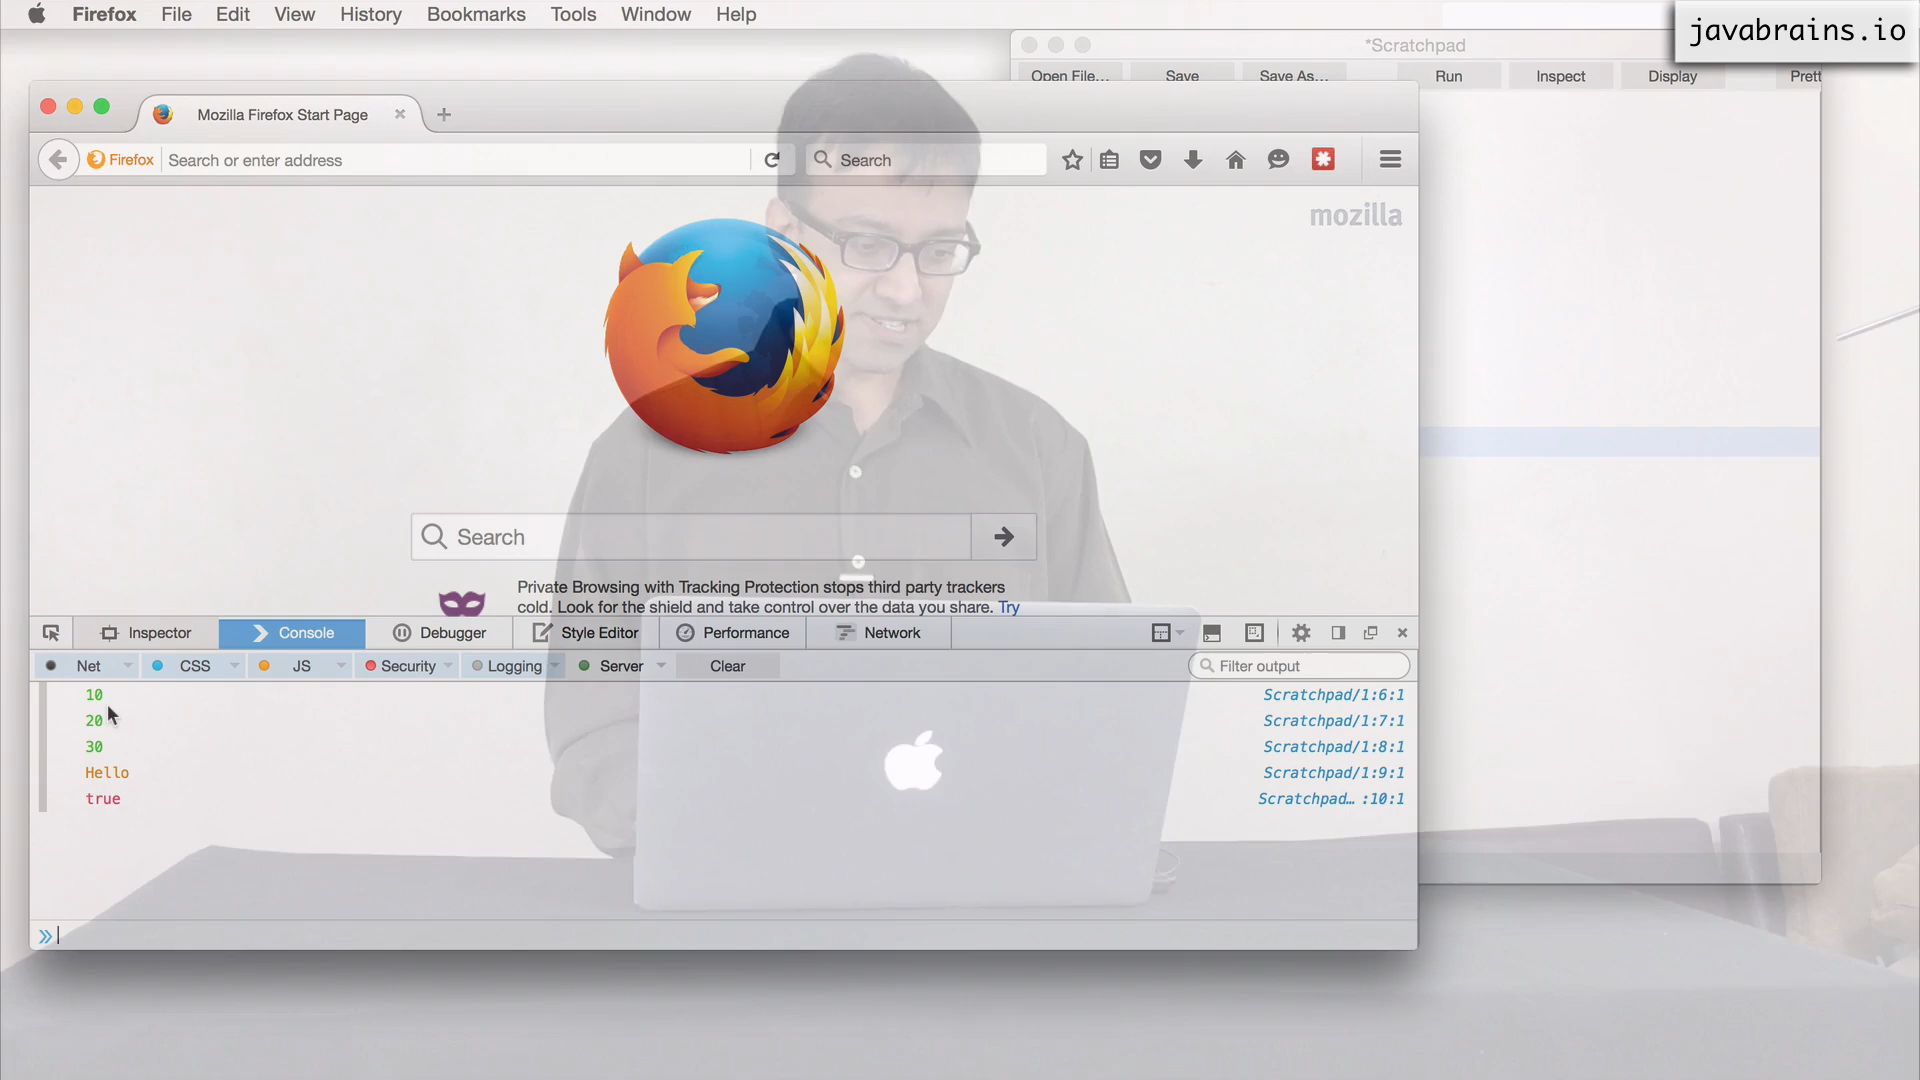 Firefox File Edit View History Bookmarks Tools Window Help
javabrains.io
*Scratchpad
Open File... Save Save As... Run Inspect Display Prett
Mozilla Firefox Start Page
Firefox Search or enter address Search
mozilla
Search
Private Browsing with Tracking Protection stops third party trackers
cold. Look for the shield and take control over the data you share. Try
Inspector Console Debugger Style Editor Performance Network
Net CSS JS Security Logging Server Clear Filter output
10 Scratchpad/1:6:1
20 Scratchpad/1:7:1
30 Scratchpad/1:8:1
Hello Scratchpad/1:9:1
true Scratchpad… :10:1